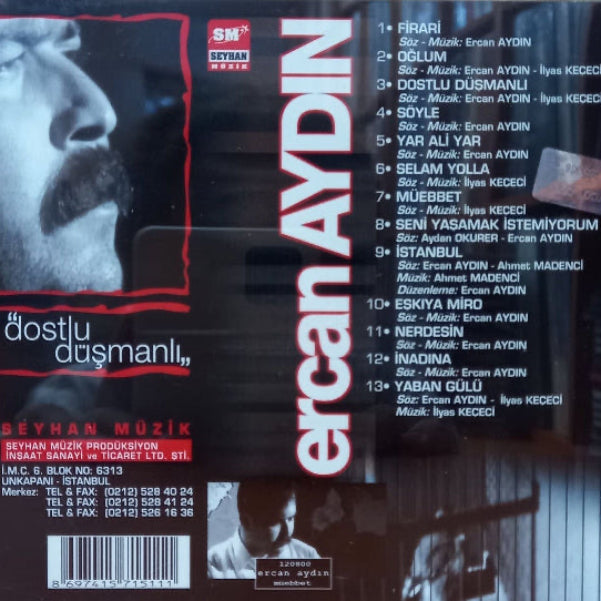 SM
SEYHAN
MÜZİK
ercan AYDIN
1• FİRARİ
Söz - Müzik: Ercan AYDIN
2• OĞLUM
Söz - Müzik: Ercan AYDIN - İlyas KEÇECİ
3• DOSTLU DÜŞMANLI
Söz - Müzik: Ercan AYDIN - İlyas KEÇECİ
4• SÖYLE
Söz - Müzik: Ercan AYDIN
5• YAR ALİ YAR
Söz - Müzik: Ercan AYDIN
6• SELAM YOLLA
Söz - Müzik: İlyas KEÇECİ
7• MÜEBBET
Söz - Müzik: İlyas KEÇECİ
8• SENİ YAŞAMAK İSTEMİYORUM
Söz: Aydan OKURER - Ercan AYDIN
9• İSTANBUL
Söz: Ercan AYDIN - Ahmet MADENCİ
Müzik: Ahmet MADENCİ
Düzenleme: Ercan AYDIN
10• EŞKIYA MİRO
Söz - Müzik: Ercan AYDIN
11• NERDESİN
Söz - Müzik: Ercan AYDIN
12• İNADINA
Söz - Müzik: Ercan AYDIN
13• YABAN GÜLÜ
Söz: Ercan AYDIN - İlyas KEÇECİ
Müzik: İlyas KEÇECİ
"dostlu
düşmanlı„
SEYHAN MÜZİK
SEYHAN MÜZİK PRODÜKSİYON
İNŞAAT SANAYİ ve TİCARET LTD. ŞTİ.
İ.M.C. 6. BLOK NO: 6313
UNKAPANI - İSTANBUL
Merkez: TEL & FAX: (0212) 528 40 24
TEL & FAX: (0212) 528 41 24
TEL & FAX: (0212) 526 16 36
8 697415 715111
120800
ercan aydın
müebbet